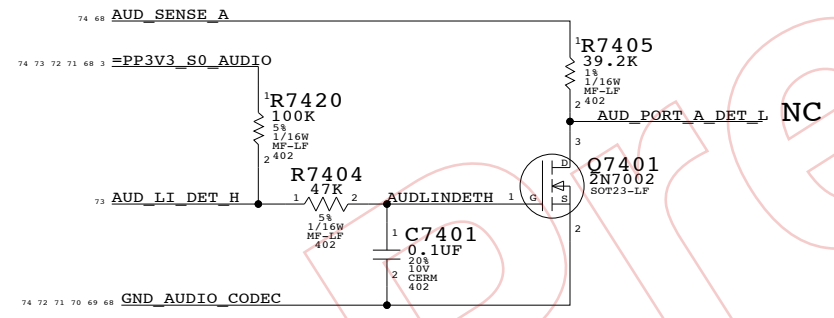 74 68 AUD_SENSE_A
74 73 72 71 68 3 =PP3V3_S0_AUDIO
1
R7405
39.2K
1%
1/16W
MF-LF
402
2
1
R7420
100K
5%
1/16W
MF-LF
402
2
AUD_PORT_A_DET_L NC
3
D
Q7401
2N7002
SOT23-LF
G
S
1
2
R7404
47K
1
2
5%
1/16W
MF-LF
402
73 AUD_LI_DET_H
AUDLINDETH
1
C7401
0.1UF
20%
10V
CERM
402
2
74 72 71 70 69 68 GND_AUDIO_CODEC
Pre